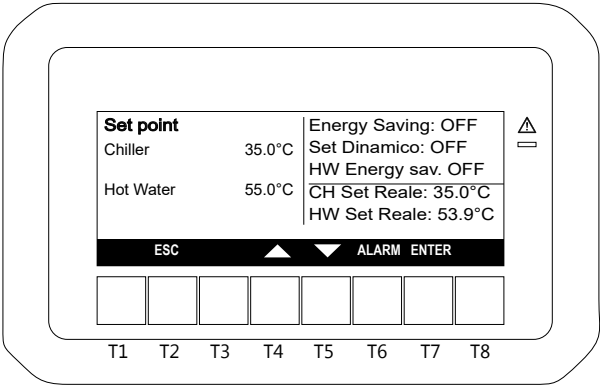 Set point
Chiller 35.0°C
Hot Water 55.0°C
Energy Saving: OFF
Set Dinamico: OFF
HW Energy sav. OFF
CH Set Reale: 35.0°C
HW Set Reale: 53.9°C
ESC ALARM ENTER
T1 T2 T3 T4 T5 T6 T7 T8